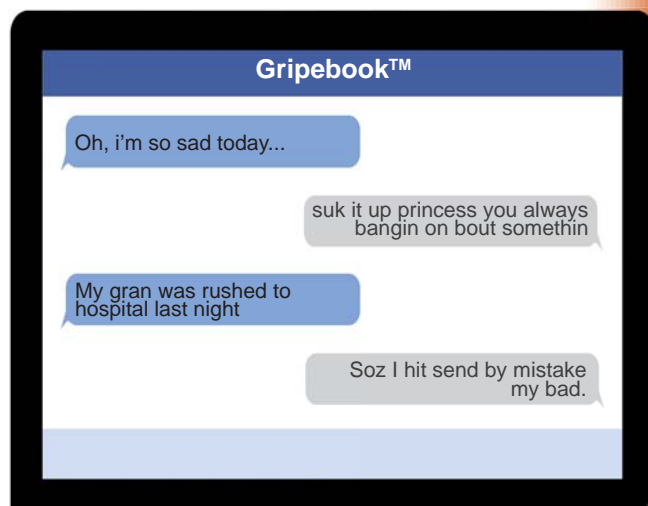 Gripebook™
Oh, i'm so sad today...
suk it up princess you always
bangin on bout somethin
My gran was rushed to
hospital last night
Soz I hit send by mistake
my bad.